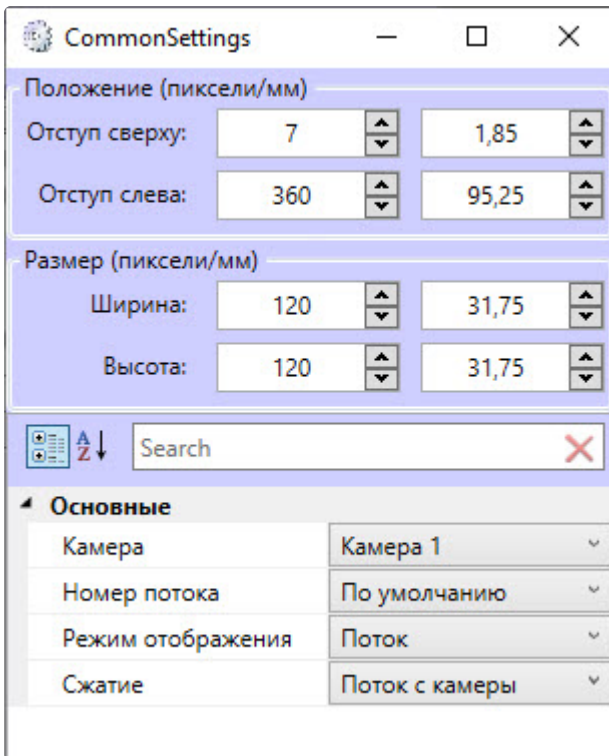 CommonSettings
Положение (пиксели/мм)
Отступ сверху: 7 1,85
Отступ слева: 360 95,25
Размер (пиксели/мм)
Ширина: 120 31,75
Высота: 120 31,75
A Z Search
Основные
Камера Камера 1
Номер потока По умолчанию
Режим отображения Поток
Сжатие Поток с камеры